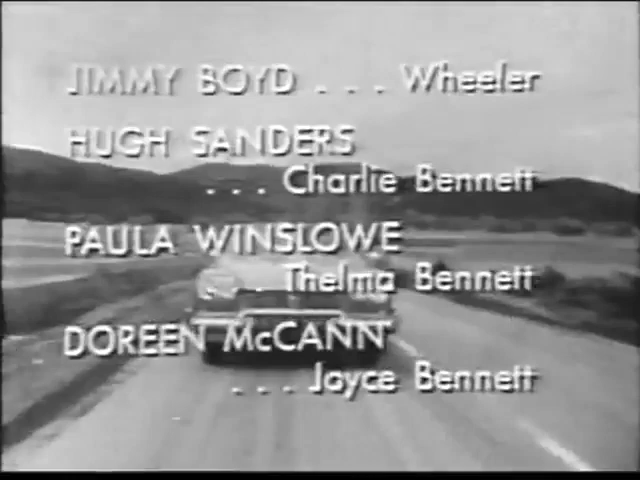 JIMMY BOYD . . . Wheeler
HUGH SANDERS
. . . Charlie Bennett
PAULA WINSLOWE
. . . Thelma Bennett
DOREEN McCANN
. . . Joyce Bennett